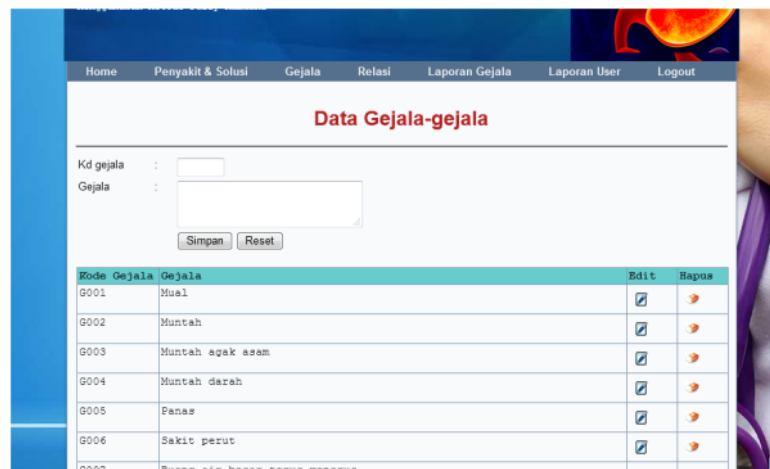 Home Penyakit & Solusi Gejala Relasi Laporan Gejala Laporan User Logout
Data Gejala-gejala
Kd gejala :
Gejala :
Simpan Reset
Kode Gejala Gejala Edit Hapus
G001 Mual
G002 Muntah
G003 Muntah agak asam
G004 Muntah darah
G005 Panas
G006 Sakit perut